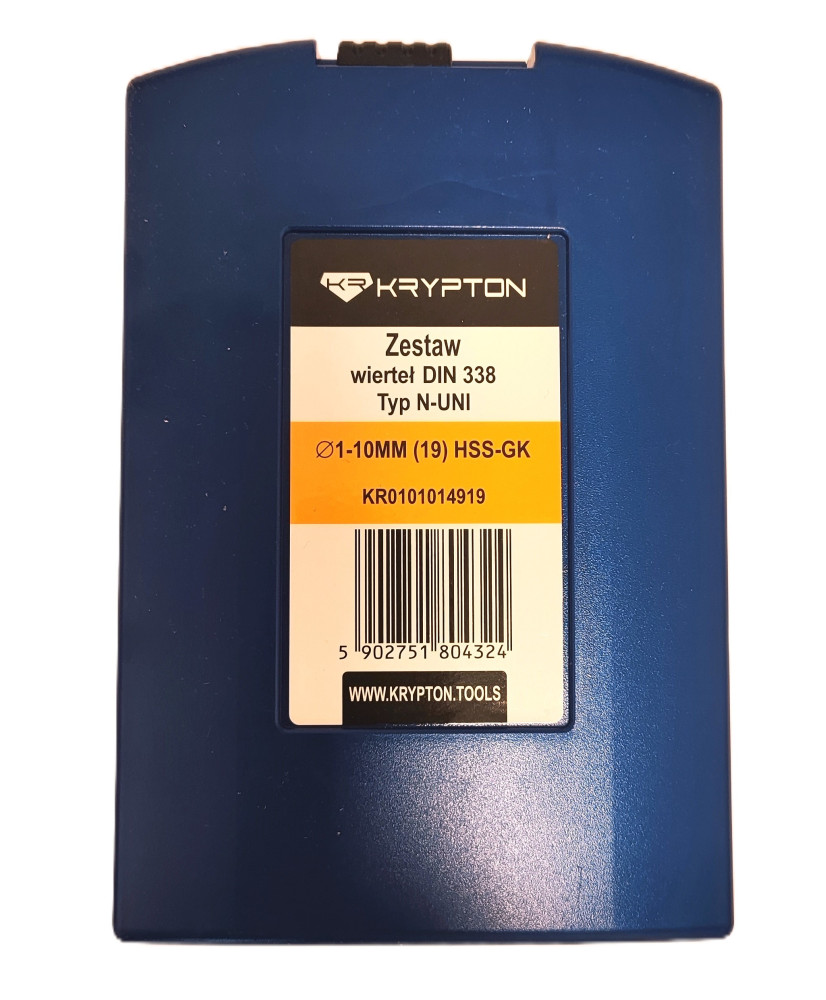 KR KRYPTON
Zestaw
wierteł DIN 338
Typ N-UNI
∅1-10MM (19) HSS-GK
KR0101014919
5 902751 804324
WWW.KRYPTON.TOOLS